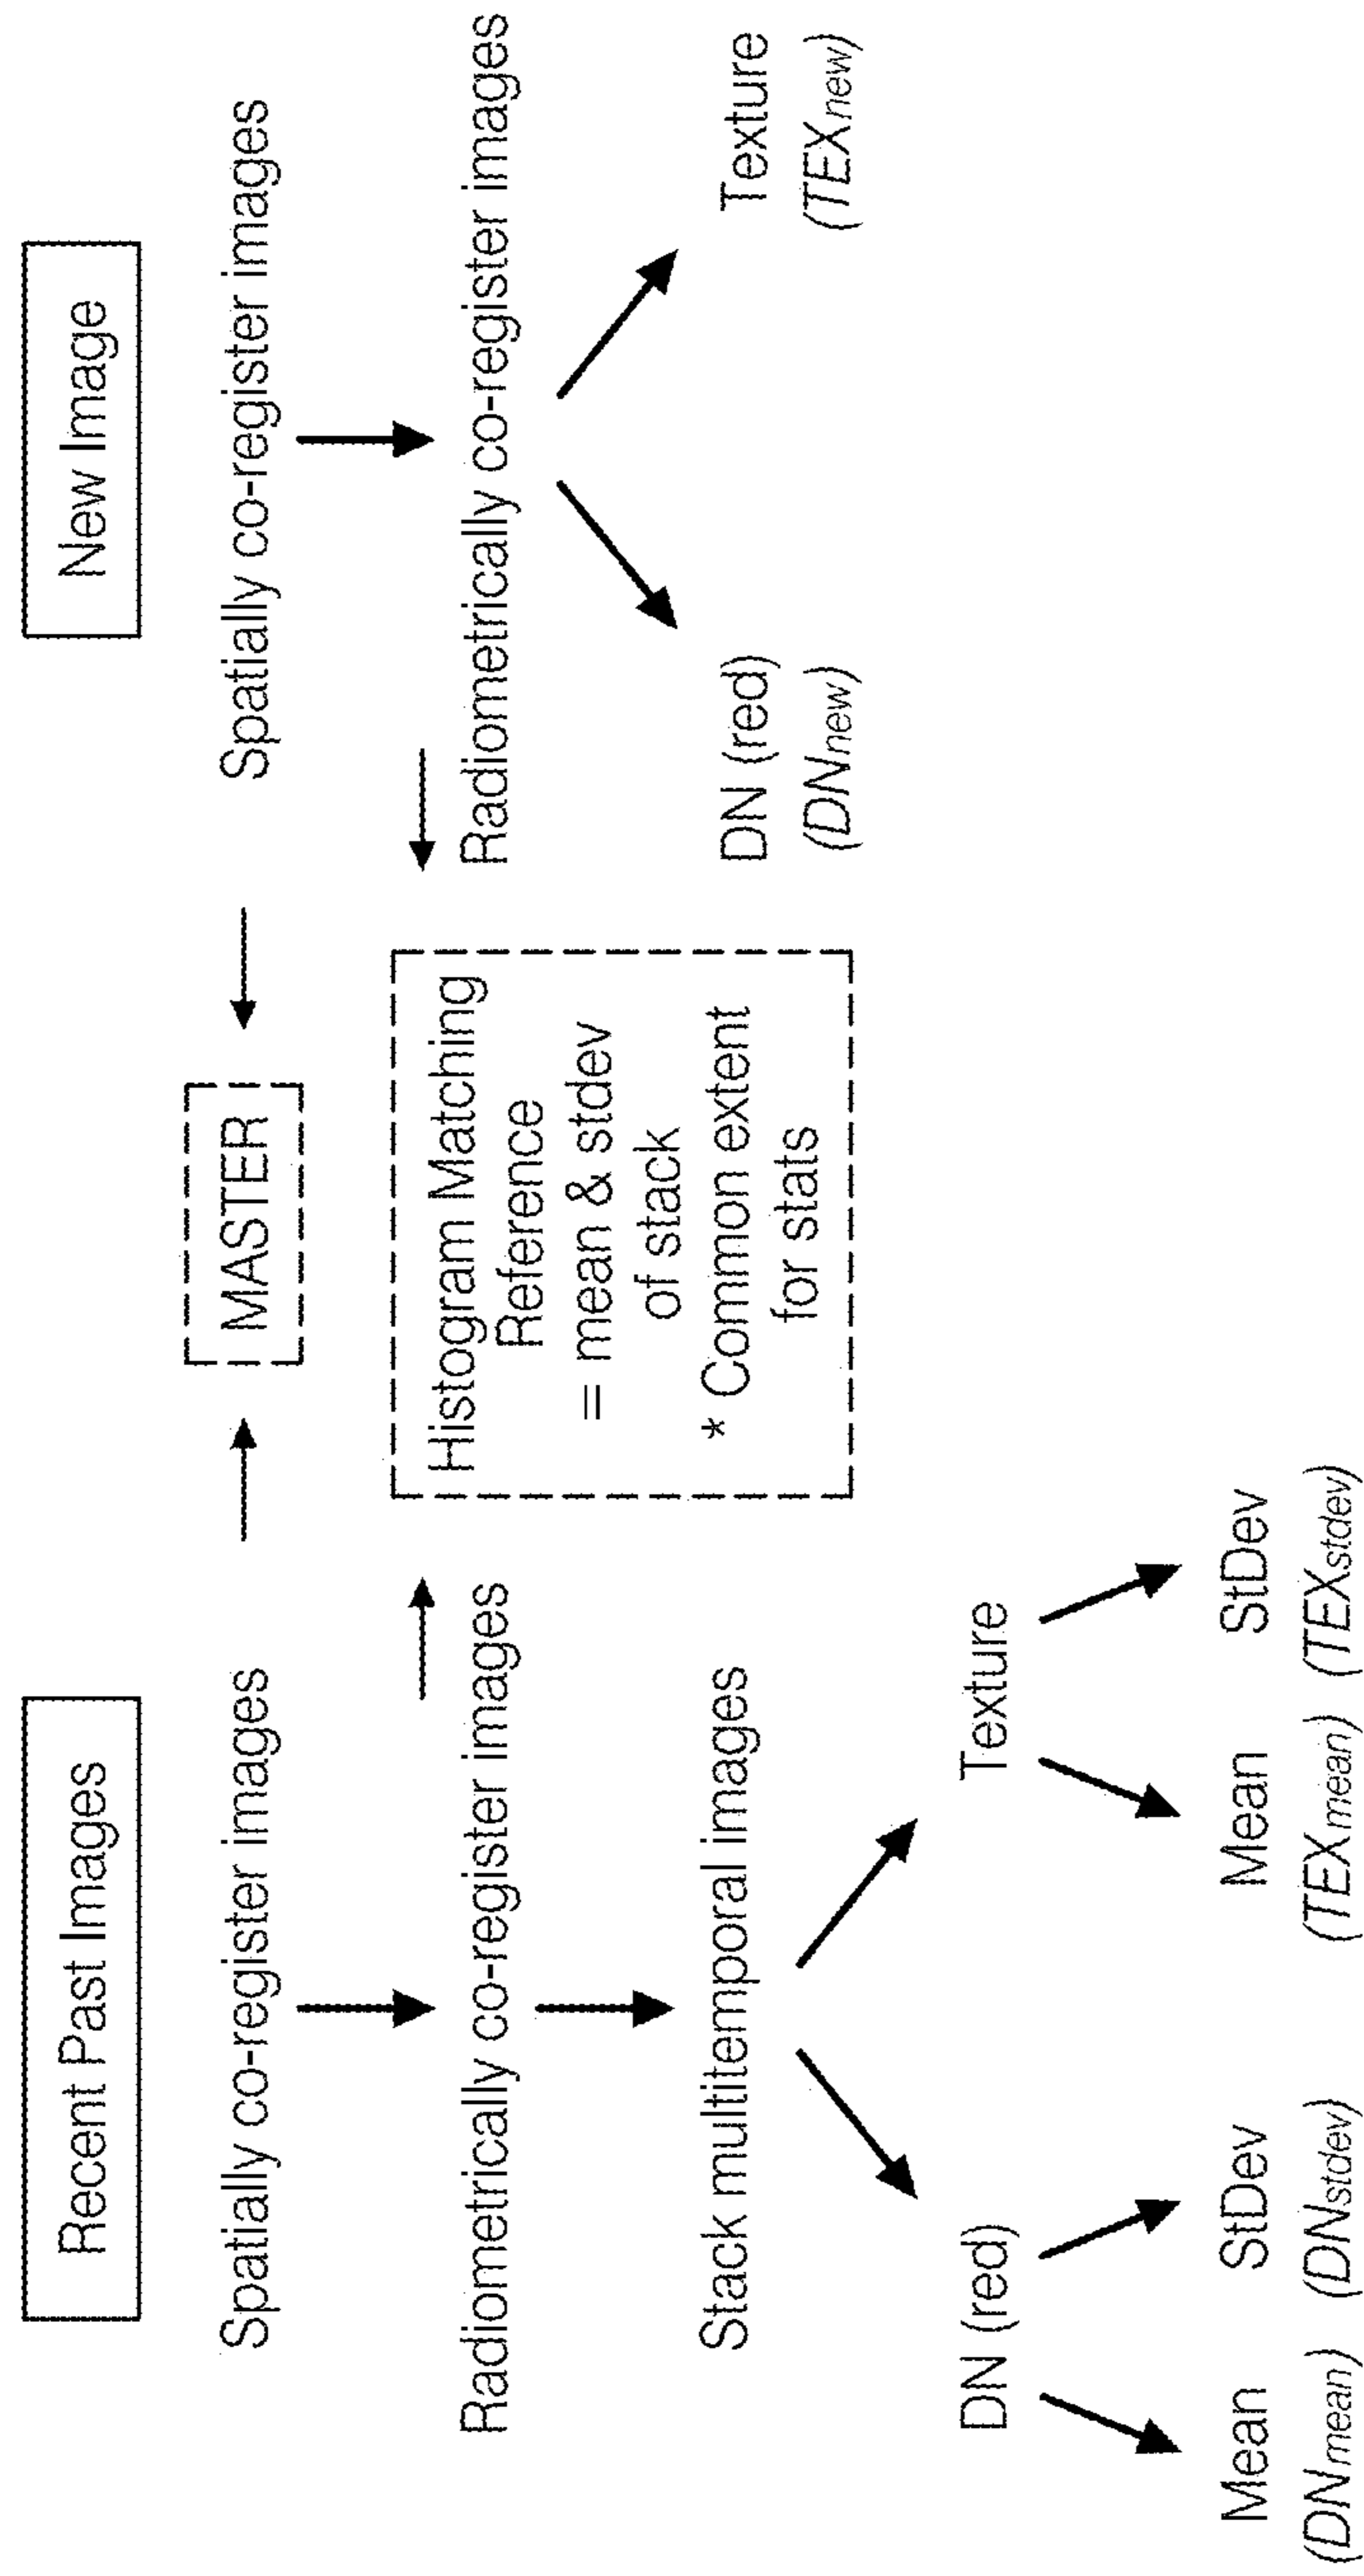 Recent Past Images
Spatially co-register images
Radiometrically co-register images
Stack multitemporal images
DN (red)
Texture
Mean
(DNmean)
StDev
(DNstdev)
Mean
(TEXmean)
StDev
(TEXstdev)
MASTER
Histogram Matching
Reference
= mean & stdev
of stack
* Common extent
for stats
New Image
Spatially co-register images
Radiometrically co-register images
DN (red)
(DNnew)
Texture
(TEXnew)